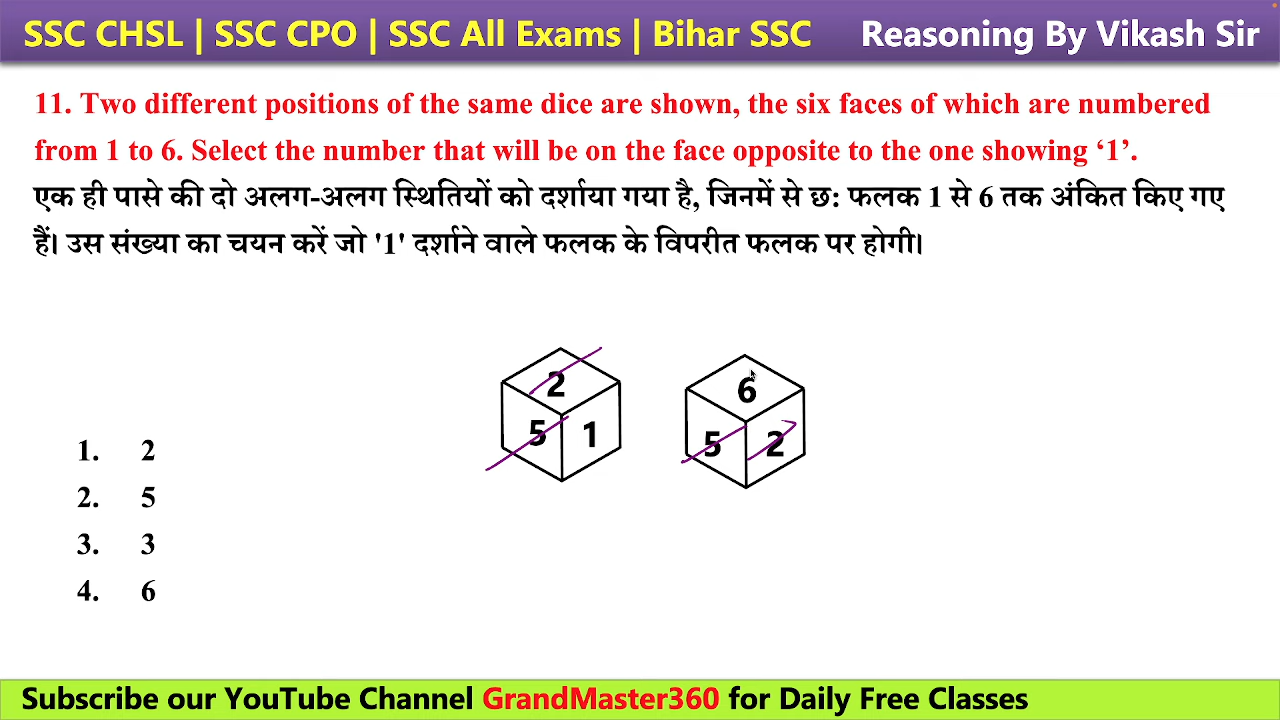 SSC CHSL | SSC CPO | SSC All Exams | Bihar SSC Reasoning By Vikash Sir
11. Two different positions of the same dice are shown, the six faces of which are numbered
from 1 to 6. Select the number that will be on the face opposite to the one showing ‘1’.
एक ही पासे की दो अलग-अलग स्थितियों को दर्शाया गया है, जिनमें से छ: फलक 1 से 6 तक अंकित किए गए
हैं। उस संख्या का चयन करें जो '1' दर्शाने वाले फलक के विपरीत फलक पर होगी।
2
5 1
6
5 2
1. 2
2. 5
3. 3
4. 6
Subscribe our YouTube Channel GrandMaster360 for Daily Free Classes